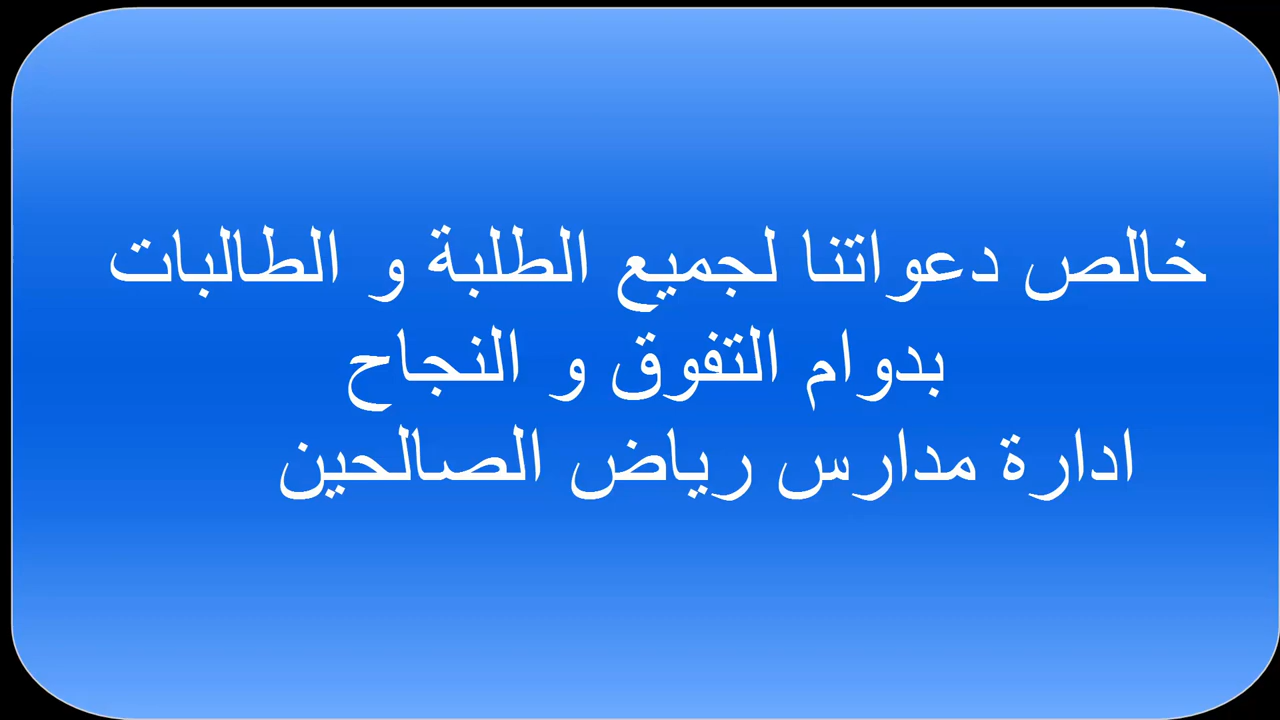 خالص دعواتنا لجميع الطلبة و الطالبات
بدوام التفوق و النجاح
ادارة مدارس رياض الصالحين